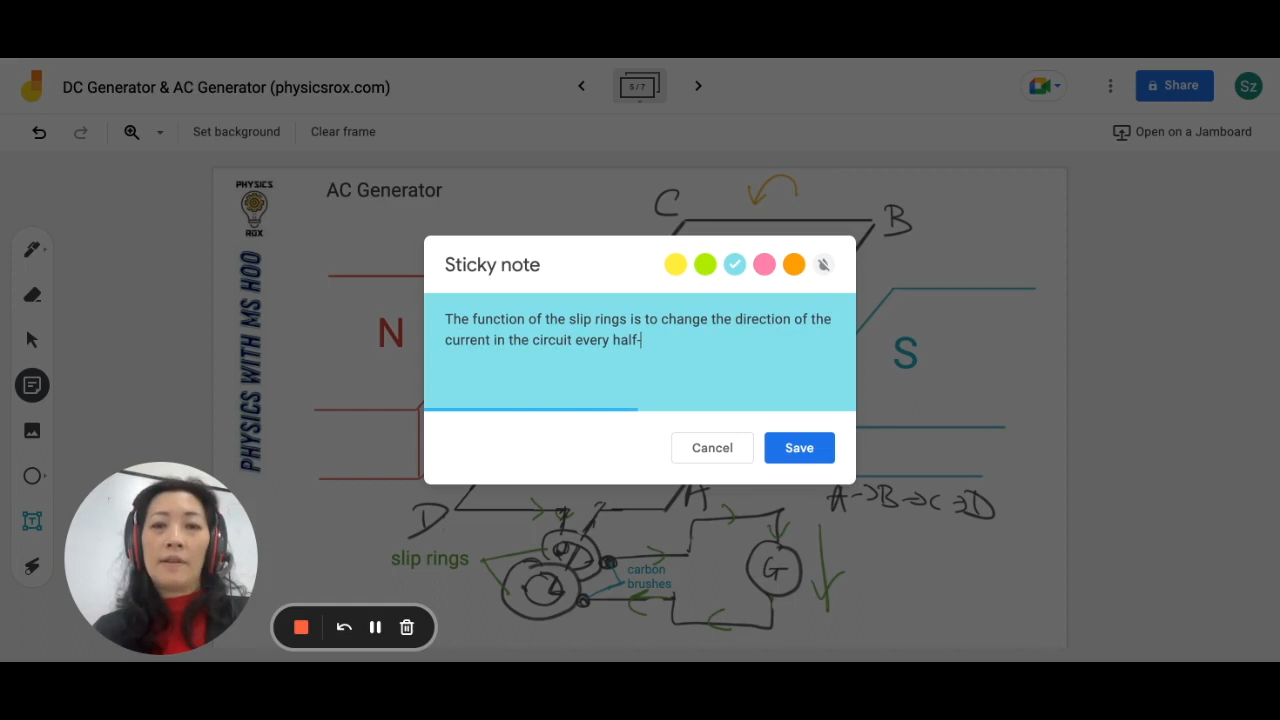 DC Generator & AC Generator (physicsrox.com)
5 / 7
Share
Sz
Set background
Clear frame
Open on a Jamboard
PHYSICS
ROX
PHYSICS WITH MS HOO
AC Generator
C
B
N
S
Sticky note
The function of the slip rings is to change the direction of the
current in the circuit every half-
Cancel
Save
D
A
A→B→C→D
slip rings
carbon
brushes
G
T